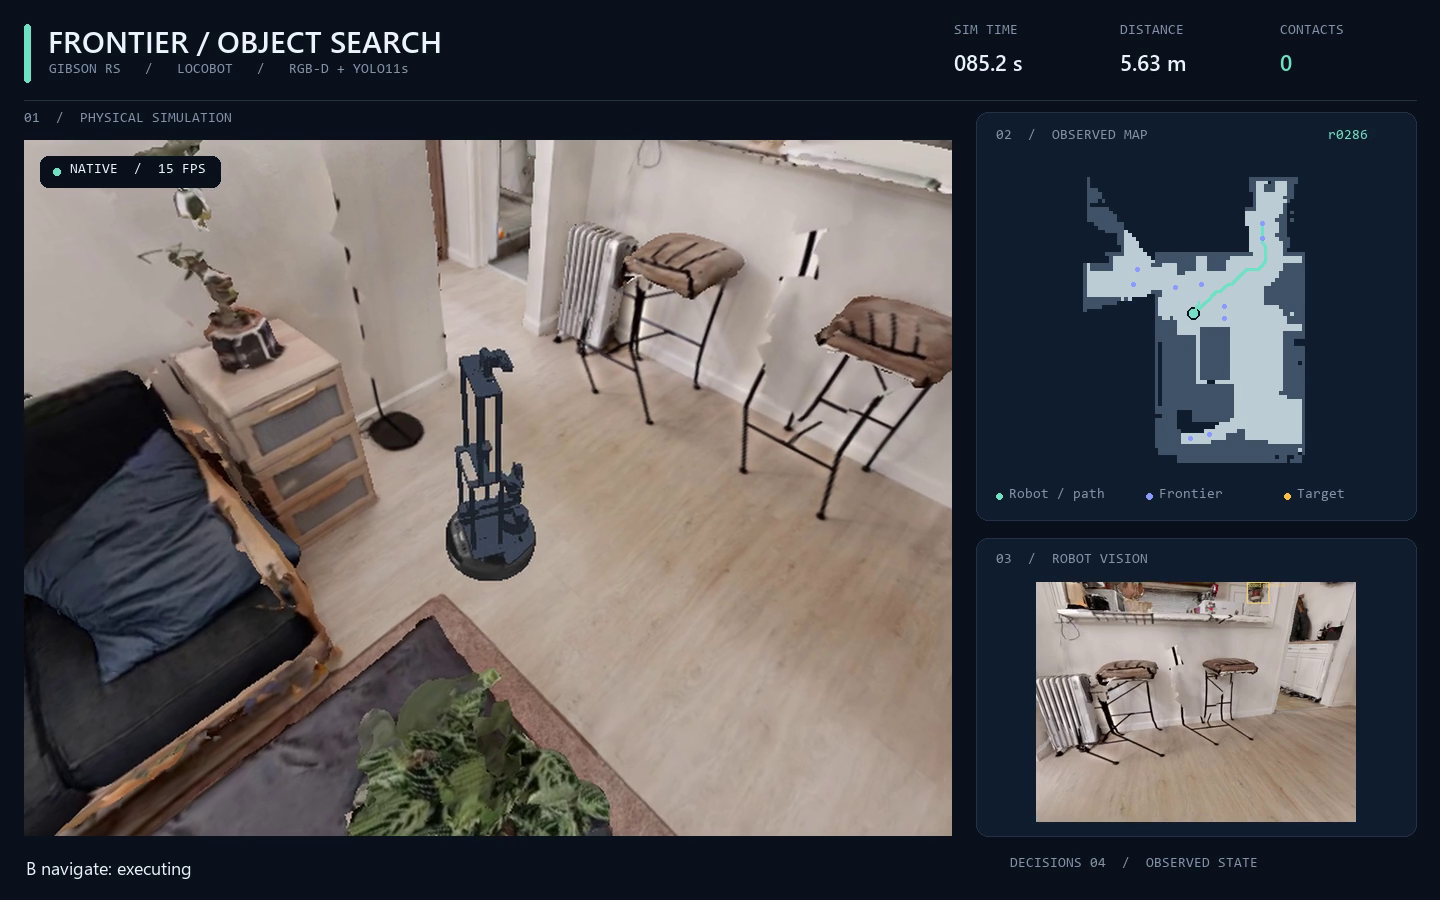 FRONTIER / OBJECT SEARCH
GIBSON RS / LOCOBOT / RGB-D + YOLO11s
SIM TIME
085.2 s
DISTANCE
5.63 m
CONTACTS
0
01 / PHYSICAL SIMULATION
NATIVE / 15 FPS
02 / OBSERVED MAP
r0286
Robot / path
Frontier
Target
03 / ROBOT VISION
B navigate: executing
DECISIONS 04 / OBSERVED STATE